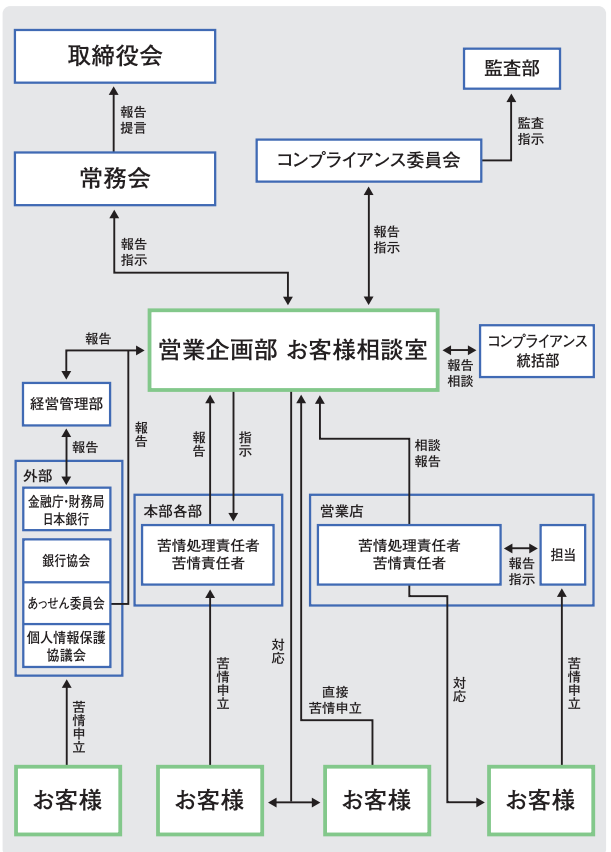 取締役会
監査部
報告
提言
監査
指示
常務会
コンプライアンス委員会
報告
指示
報告
指示
営業企画部 お客様相談室
報告
コンプライアンス
統括部
報告
相談
経営管理部
報告
報告
報告
指示
相談
報告
外部
金融庁・財務局
日本銀行
銀行協会
あっせん委員会
個人情報保護
協議会
本部各部
苦情処理責任者
苦情責任者
営業店
苦情処理責任者
苦情責任者
報告
指示
担当
苦情申立
苦情申立
対応
直接
苦情申立
対応
苦情申立
お客様
お客様
お客様
お客様